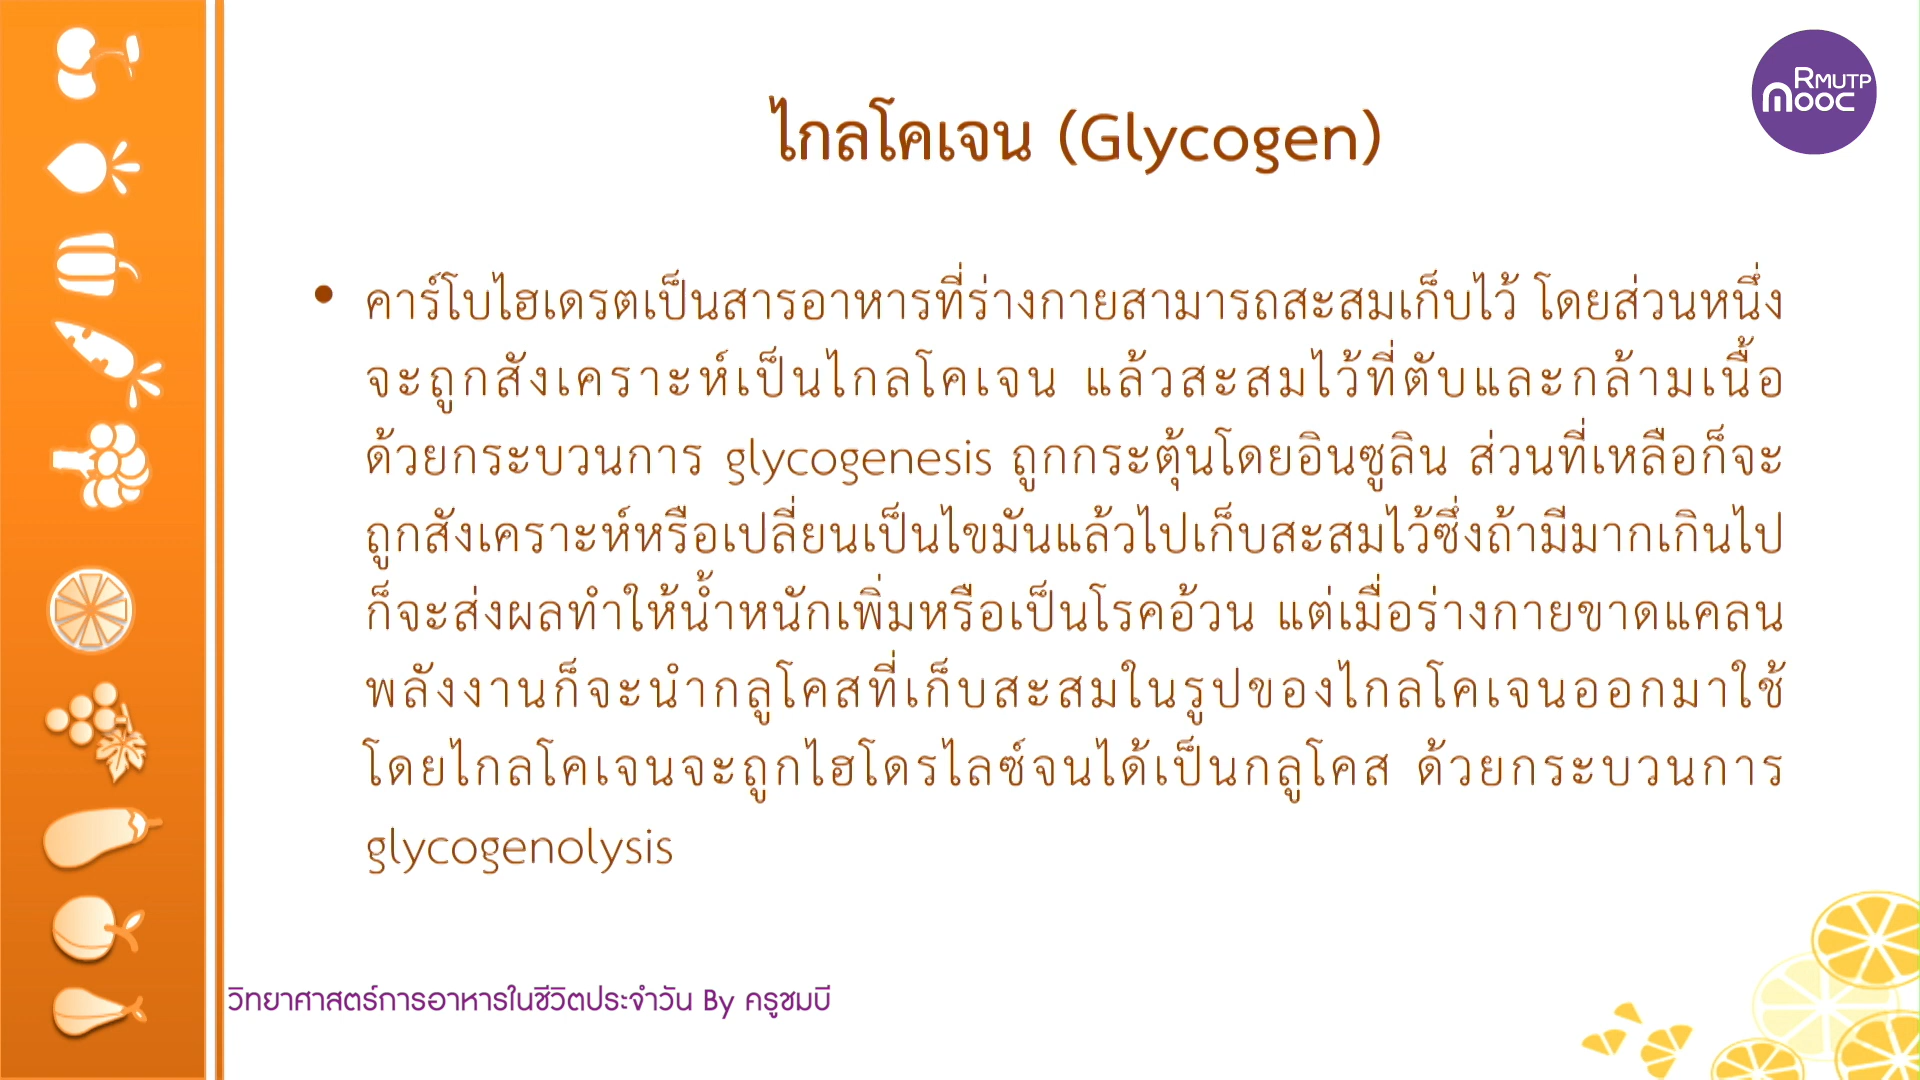 RMUTP
mooc
ไกลโคเจน (Glycogen)
• คาร์โบไฮเดรตเป็นสารอาหารที่ร่างกายสามารถสะสมเก็บไว้ โดยส่วนหนึ่ง
จะถูกสังเคราะห์เป็นไกลโคเจน แล้วสะสมไว้ที่ตับและกล้ามเนื้อ
ด้วยกระบวนการ glycogenesis ถูกกระตุ้นโดยอินซูลิน ส่วนที่เหลือก็จะ
ถูกสังเคราะห์หรือเปลี่ยนเป็นไขมันแล้วไปเก็บสะสมไว้ซึ่งถ้ามีมากเกินไป
ก็จะส่งผลทำให้น้ำหนักเพิ่มหรือเป็นโรคอ้วน แต่เมื่อร่างกายขาดแคลน
พลังงานก็จะนำกลูโคสที่เก็บสะสมในรูปของไกลโคเจนออกมาใช้
โดยไกลโคเจนจะถูกไฮโดรไลซ์จนได้เป็นกลูโคส ด้วยกระบวนการ
glycogenolysis
วิทยาศาสตร์การอาหารในชีวิตประจำวัน By ครูชมบี